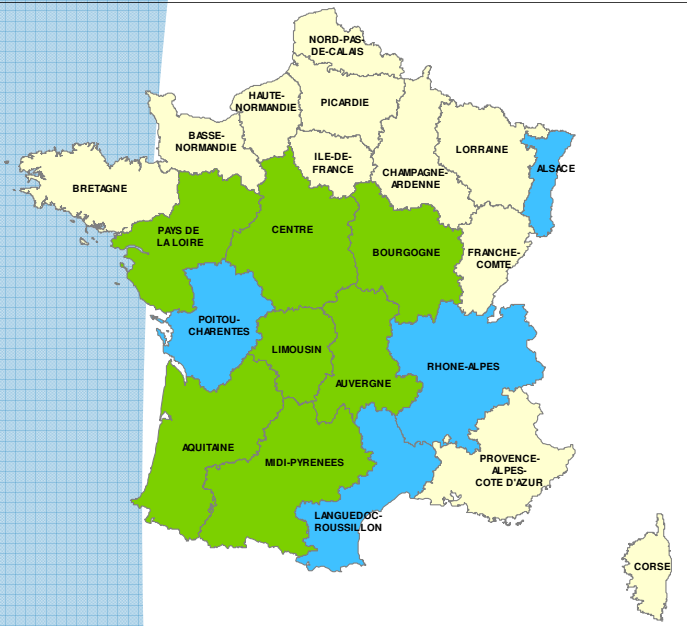 NORD-PAS-
DE-CALAIS
HAUTE-
NORMANDIE
PICARDIE
BASSE-
NORMANDIE
ILE-DE-
FRANCE
CHAMPAGNE-
ARDENNE
LORRAINE
ALSACE
BRETAGNE
PAYS DE
LA LOIRE
CENTRE
BOURGOGNE
FRANCHE-
COMTE
POITOU-
CHARENTES
LIMOUSIN
AUVERGNE
RHONE-ALPES
AQUITAINE
MIDI-PYRENEES
PROVENCE-
ALPES-
COTE D'AZUR
LANGUEDOC-
ROUSSILLON
CORSE